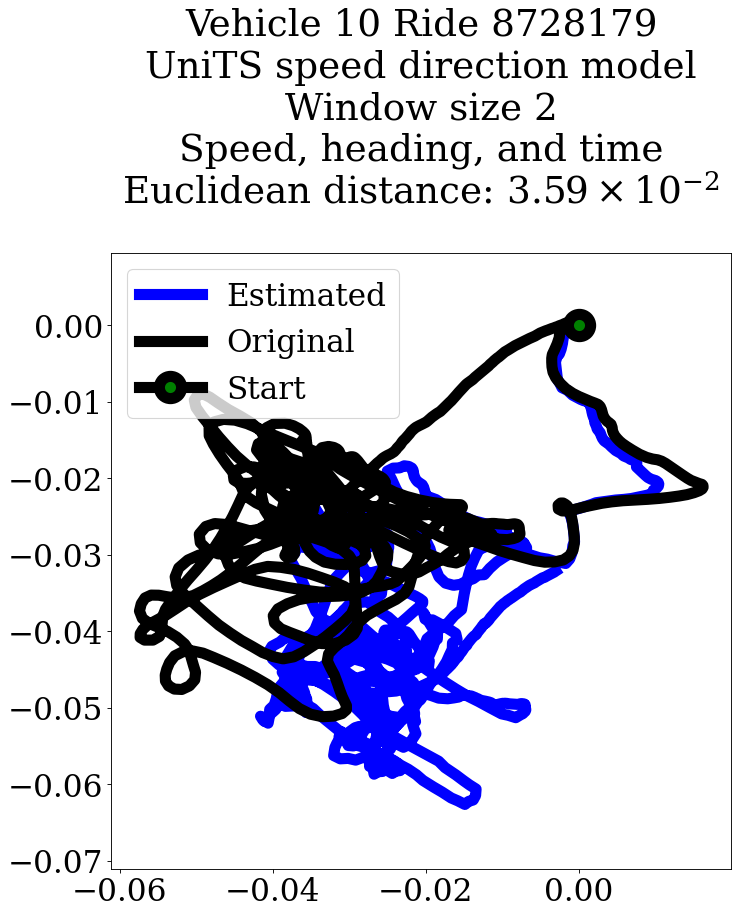 Vehicle 10 Ride 8728179
UniTS speed direction model
Window size 2
Speed, heading, and time
Euclidean distance: $3.59 \times 10^{-2}$
Estimated
Original
Start
0.00
−0.01
−0.02
−0.03
−0.04
−0.05
−0.06
−0.07
−0.06 −0.04 −0.02 0.00